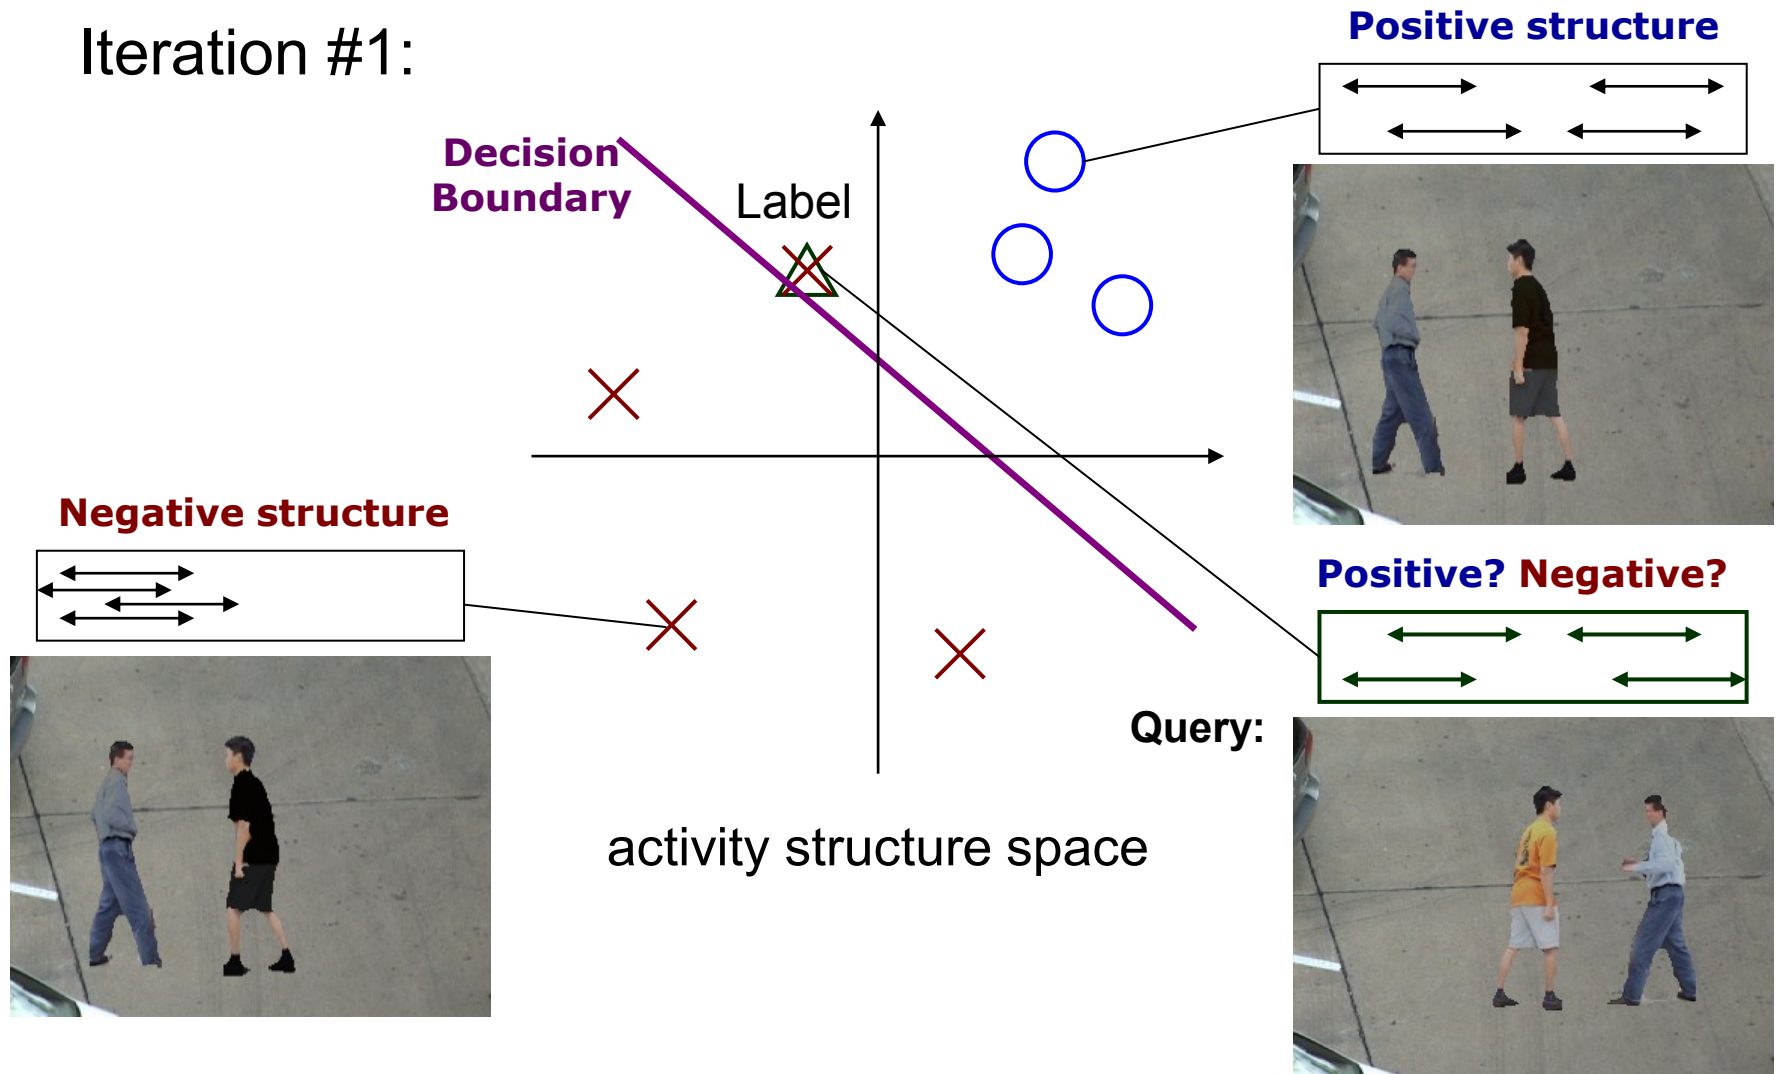 Iteration #1:
Positive structure
Decision
Boundary
Label
Negative structure
Positive? Negative?
Query:
activity structure space